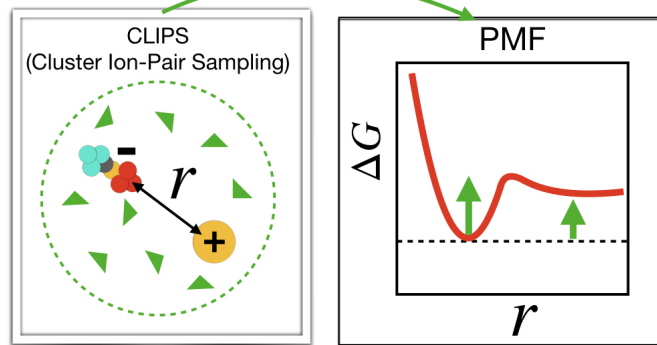 CLIPS
(Cluster Ion-Pair Sampling)
−
r
+
PMF
ΔG
r